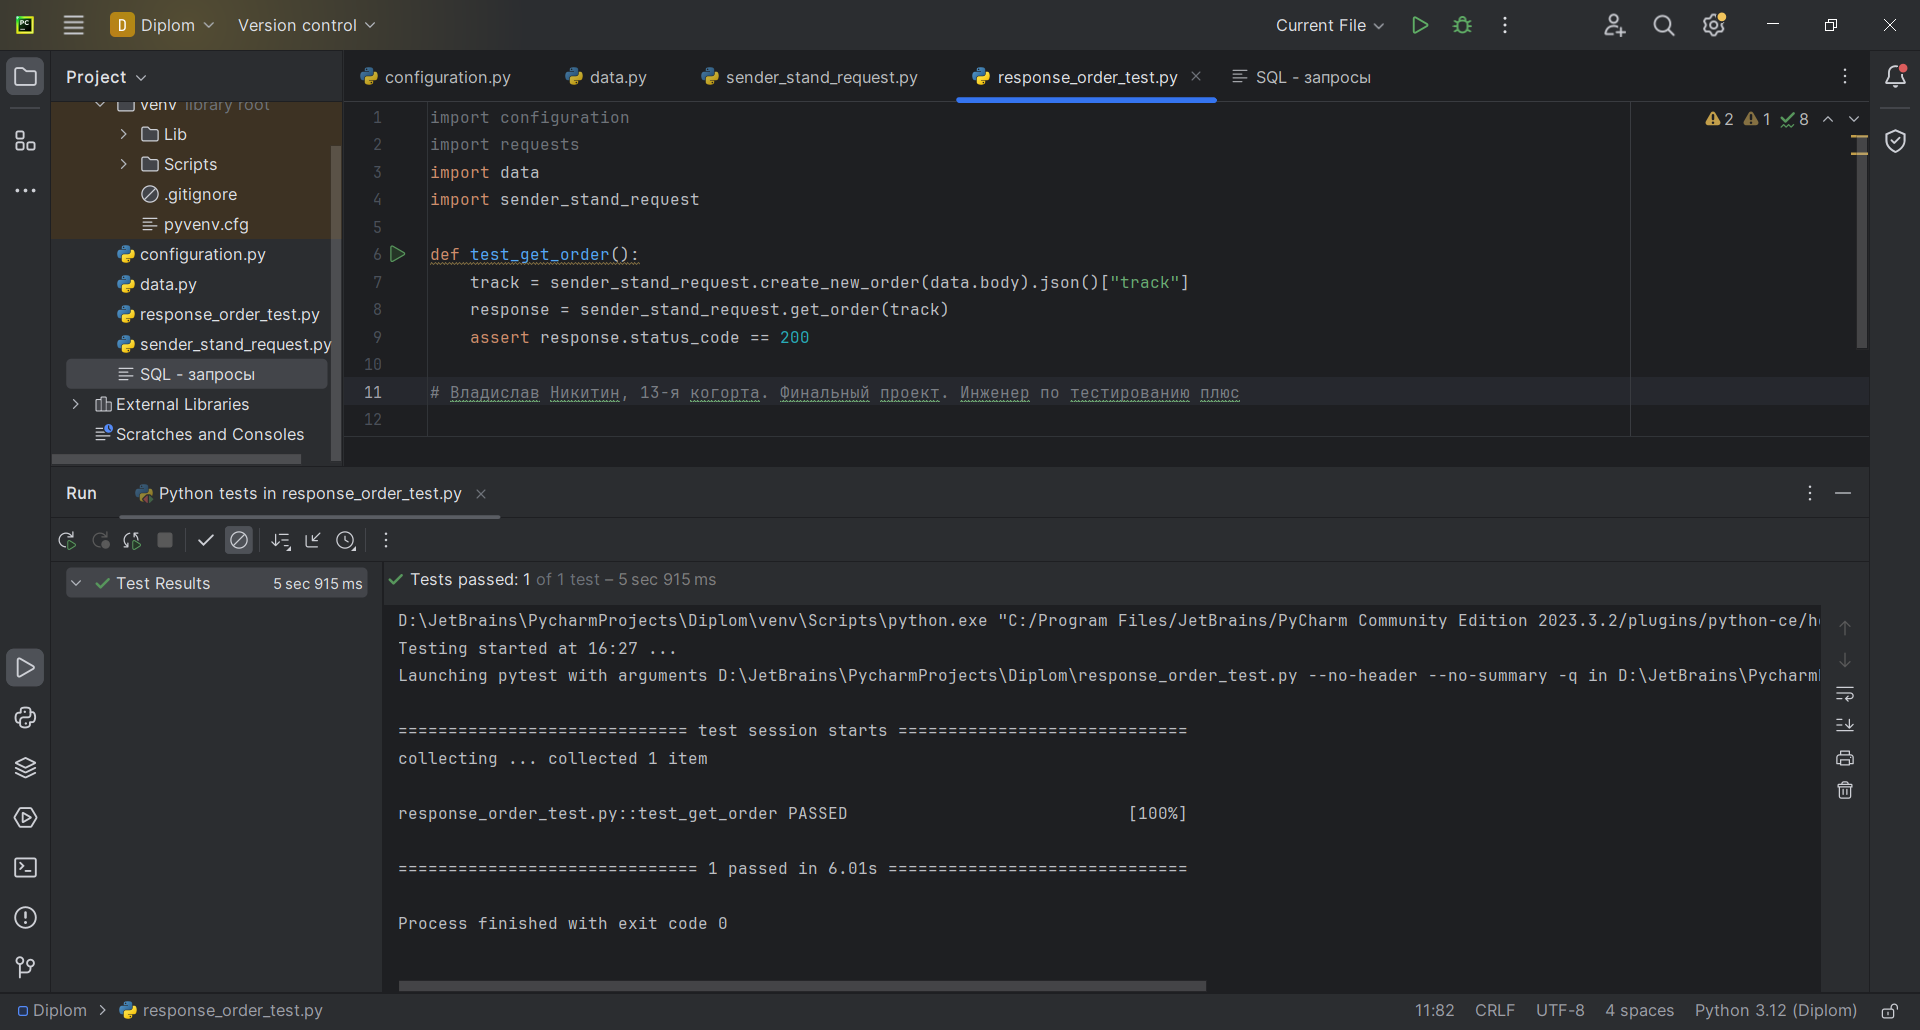 PC
D Diplom Version control Current File
Project
configuration.py data.py sender_stand_request.py response_order_test.py SQL - запросы
venv library root
Lib
Scripts
.gitignore
pyvenv.cfg
configuration.py
data.py
response_order_test.py
sender_stand_request.py
SQL - запросы
External Libraries
Scratches and Consoles
2 1 8
1 import configuration
2 import requests
3 import data
4 import sender_stand_request
5
6 def test_get_order():
7 track = sender_stand_request.create_new_order(data.body).json()["track"]
8 response = sender_stand_request.get_order(track)
9 assert response.status_code == 200
10
11 # Владислав Никитин, 13-я когорта. Финальный проект. Инженер по тестированию плюс
12
Run Python tests in response_order_test.py
Test Results 5 sec 915 ms
Tests passed: 1 of 1 test – 5 sec 915 ms
D:\JetBrains\PycharmProjects\Diplom\venv\Scripts\python.exe "C:/Program Files/JetBrains/PyCharm Community Edition 2023.3.2/plugins/python-ce/he
Testing started at 16:27 ...
Launching pytest with arguments D:\JetBrains\PycharmProjects\Diplom\response_order_test.py --no-header --no-summary -q in D:\JetBrains\Pycharm
============================= test session starts =============================
collecting ... collected 1 item
response_order_test.py::test_get_order PASSED [100%]
============================== 1 passed in 6.01s ==============================
Process finished with exit code 0
Diplom response_order_test.py 11:82 CRLF UTF-8 4 spaces Python 3.12 (Diplom)